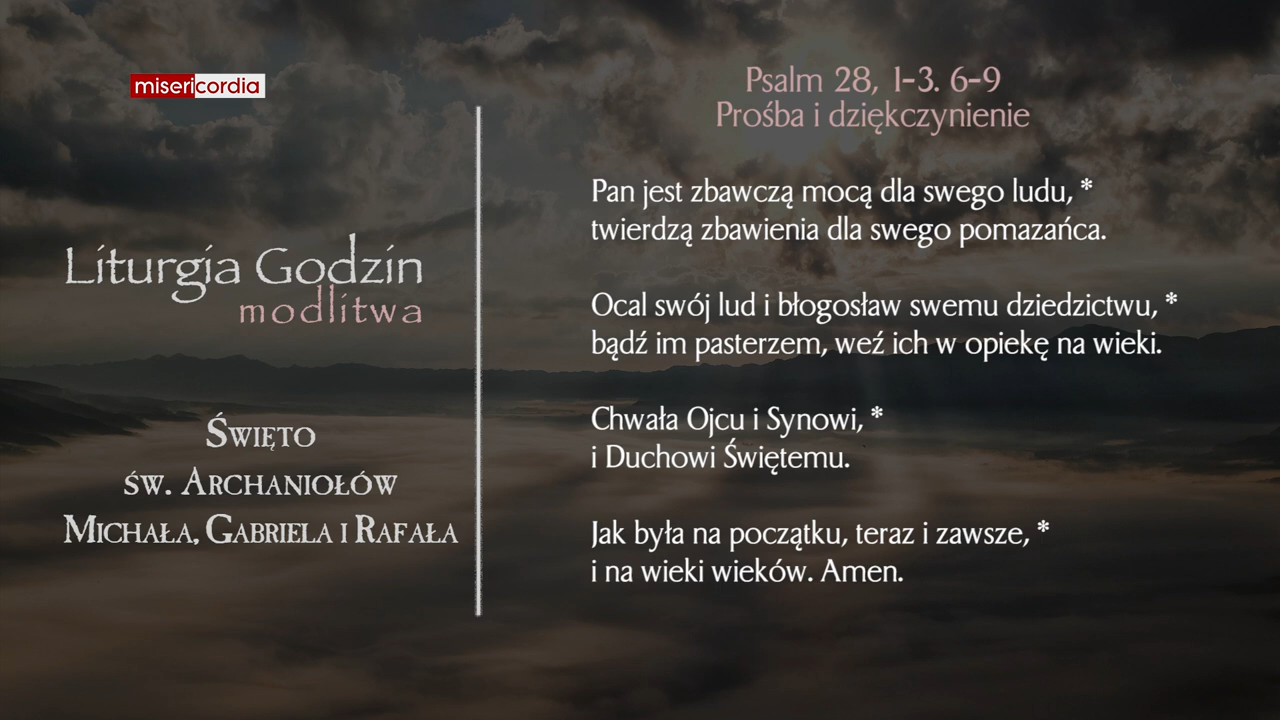 misericordia
Liturgia Godzin
modlitwa
Święto
św. Archaniołów
Michała, Gabriela i Rafała
Psalm 28, 1-3. 6-9
Prośba i dziękczynienie
Pan jest zbawczą mocą dla swego ludu, *
twierdzą zbawienia dla swego pomazańca.
Ocal swój lud i błogosław swemu dziedzictwu, *
bądź im pasterzem, weź ich w opiekę na wieki.
Chwała Ojcu i Synowi, *
i Duchowi Świętemu.
Jak była na początku, teraz i zawsze, *
i na wieki wieków. Amen.